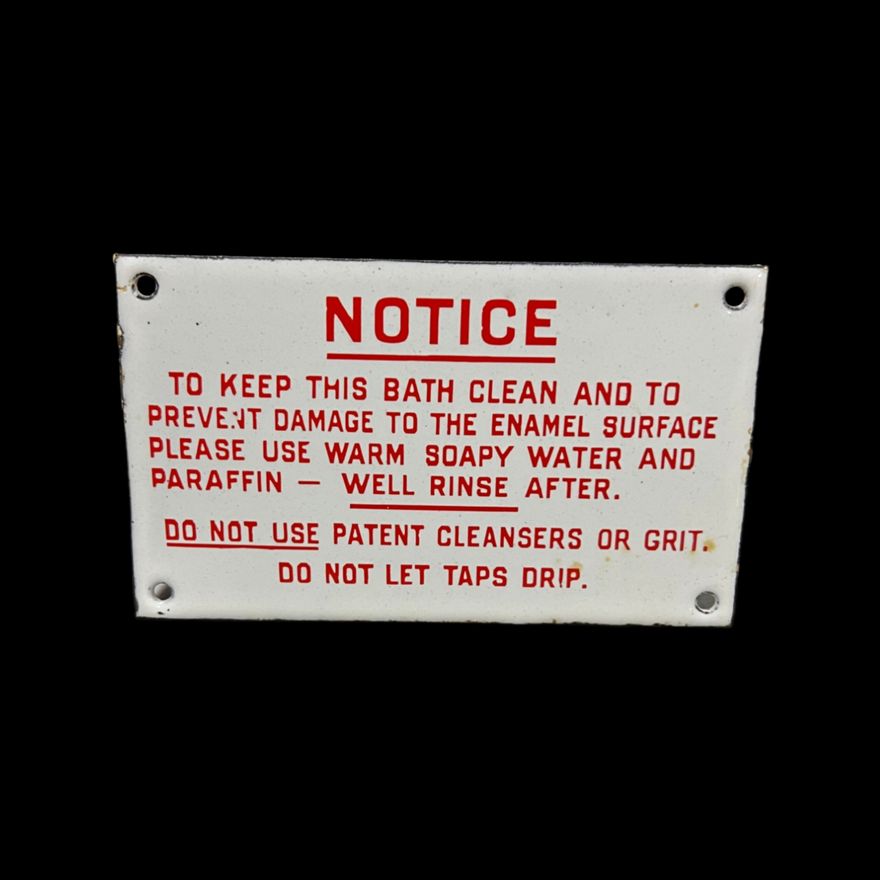 NOTICE
TO KEEP THIS BATH CLEAN AND TO
PREVENT DAMAGE TO THE ENAMEL SURFACE
PLEASE USE WARM SOAPY WATER AND
PARAFFIN — WELL RINSE AFTER.
DO NOT USE PATENT CLEANSERS OR GRIT.
DO NOT LET TAPS DRIP.